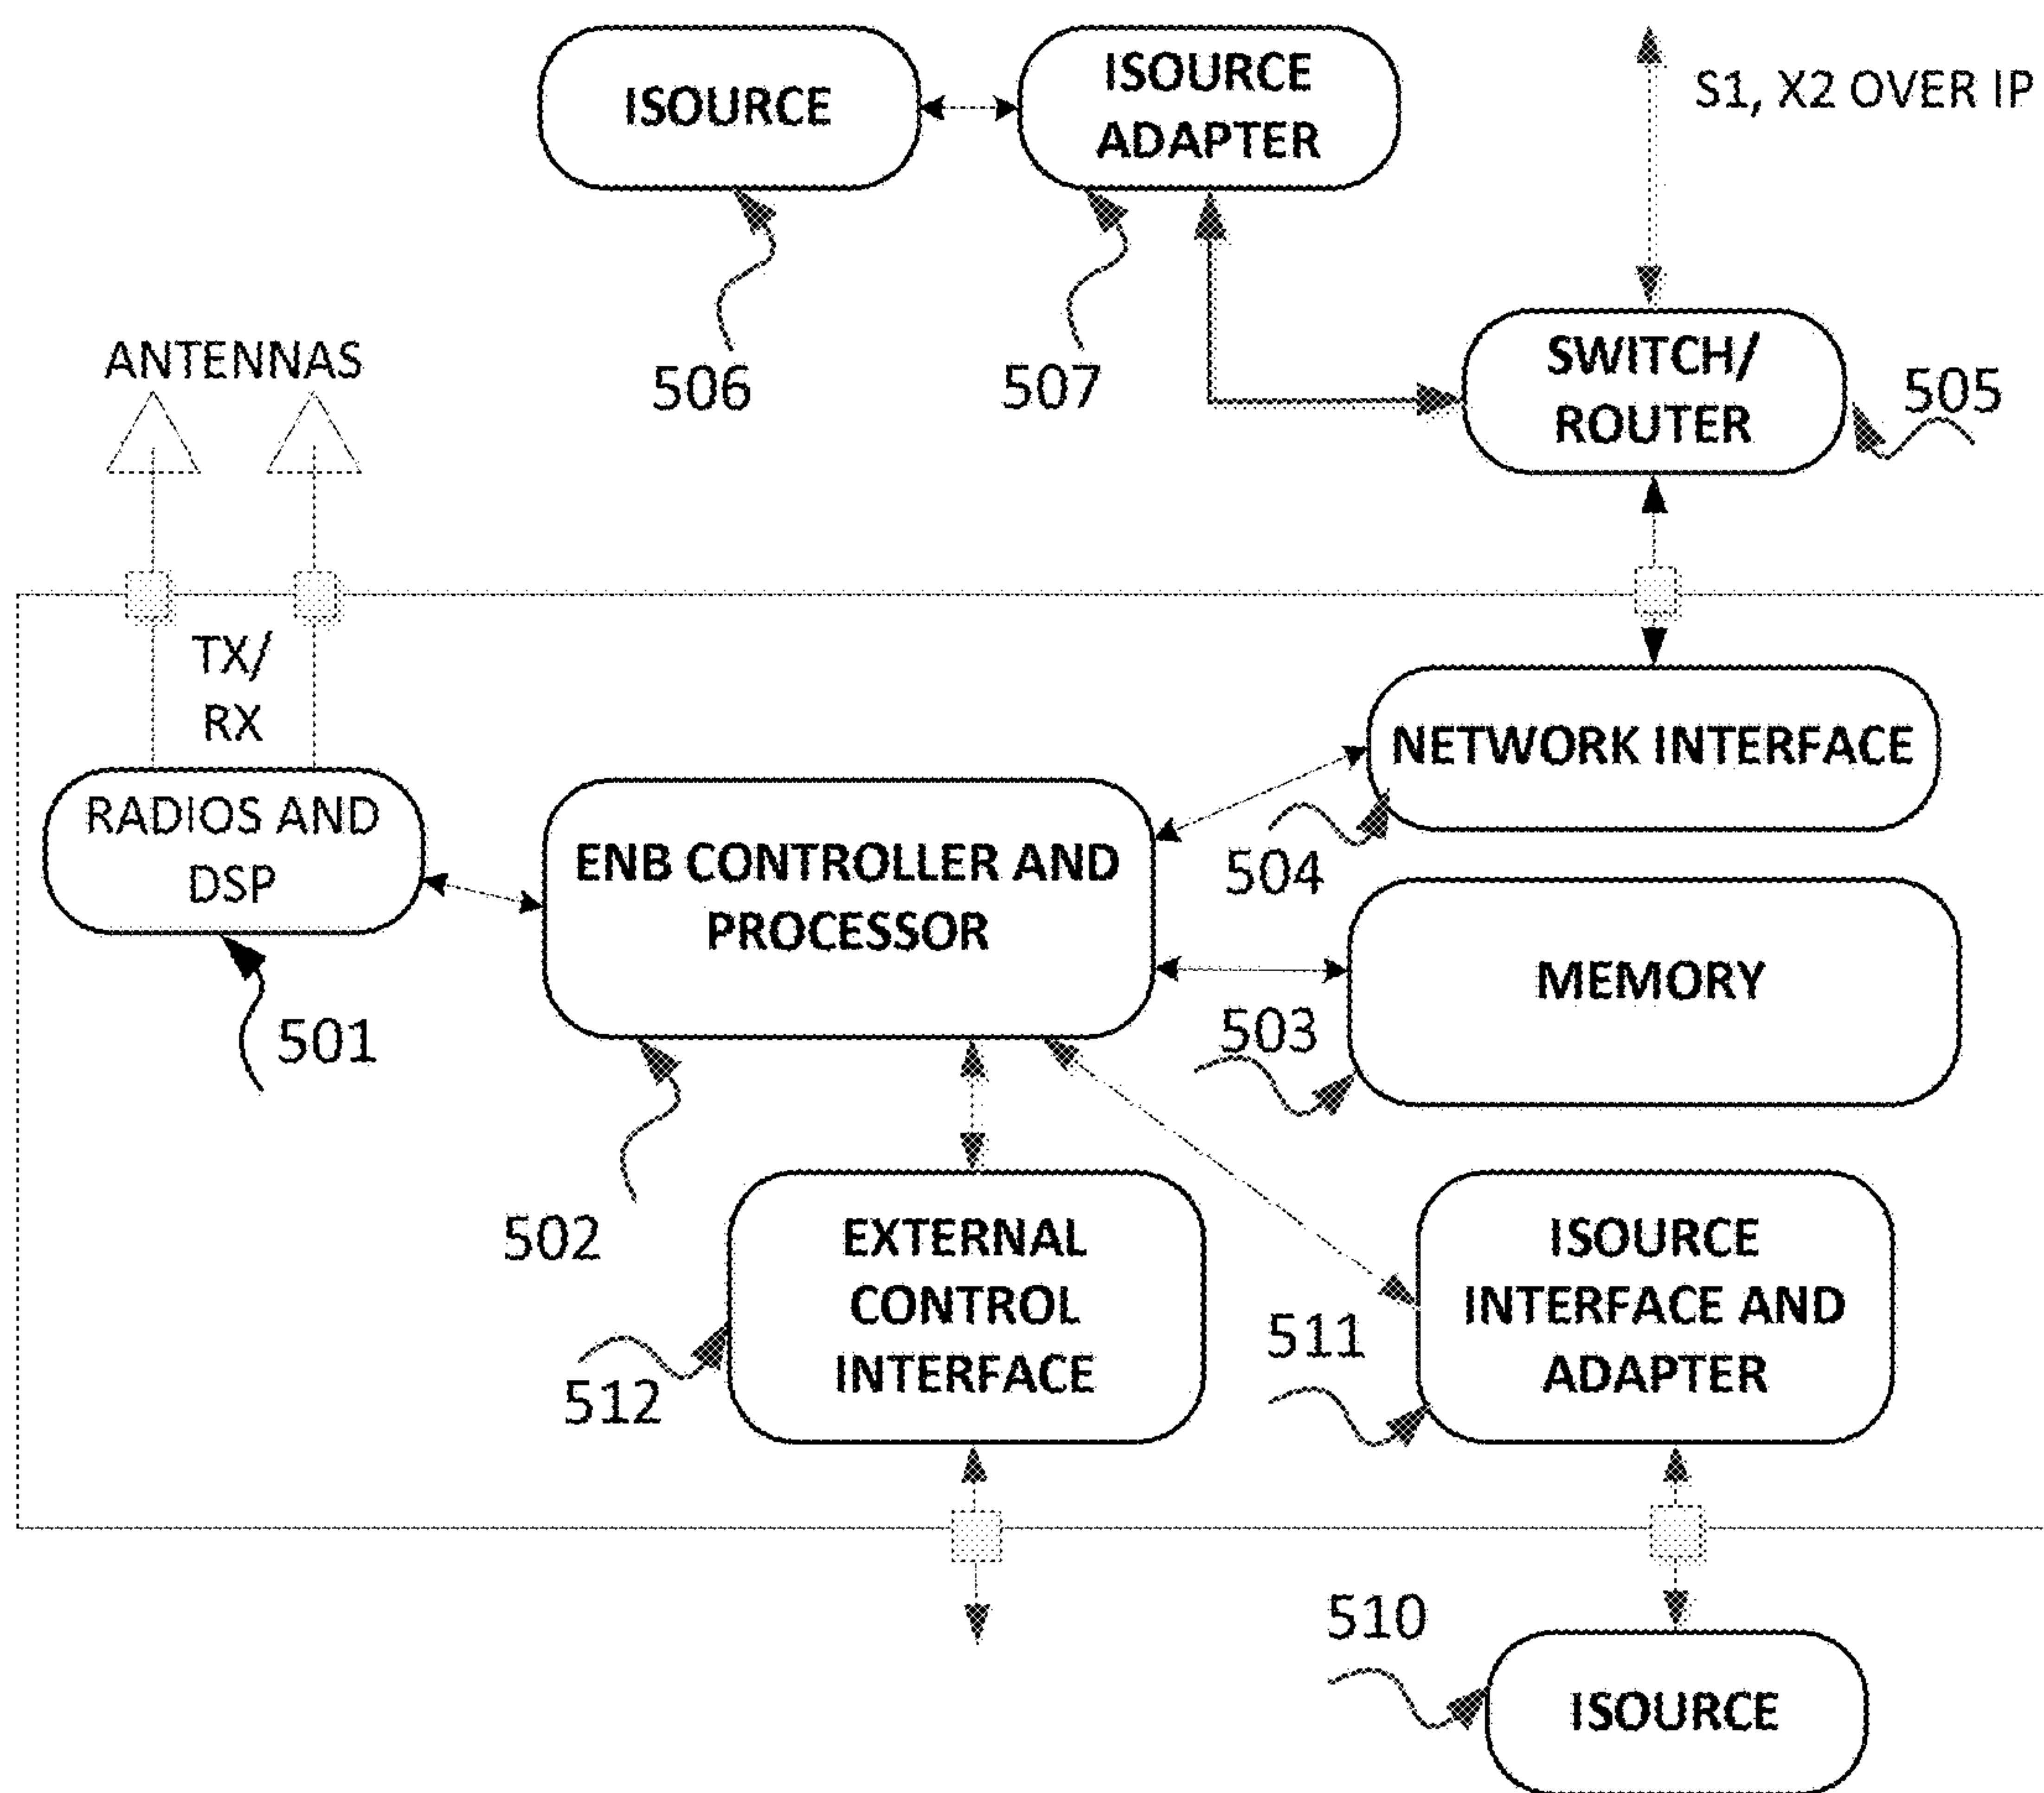 ISOURCE
ISOURCE
ADAPTER
S1, X2 OVER IP
506
507
SWITCH/
ROUTER
505
ANTENNAS
TX/
RX
NETWORK INTERFACE
504
RADIOS AND
DSP
501
ENB CONTROLLER AND
PROCESSOR
502
MEMORY
503
EXTERNAL
CONTROL
INTERFACE
512
ISOURCE
INTERFACE AND
ADAPTER
511
510
ISOURCE